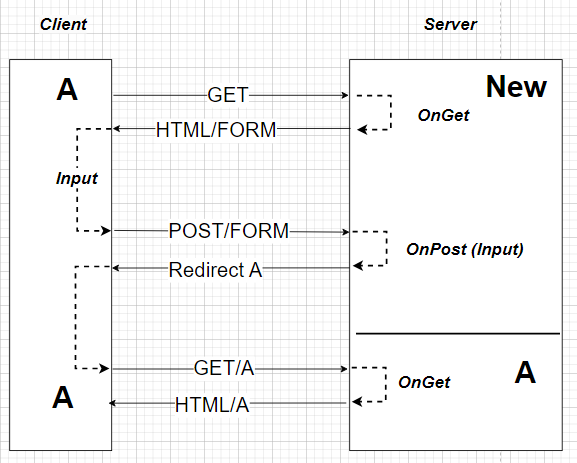 Client
Server
A
New
GET
OnGet
HTML/FORM
Input
POST/FORM
OnPost (Input)
Redirect A
GET/A
OnGet
A
A
HTML/A